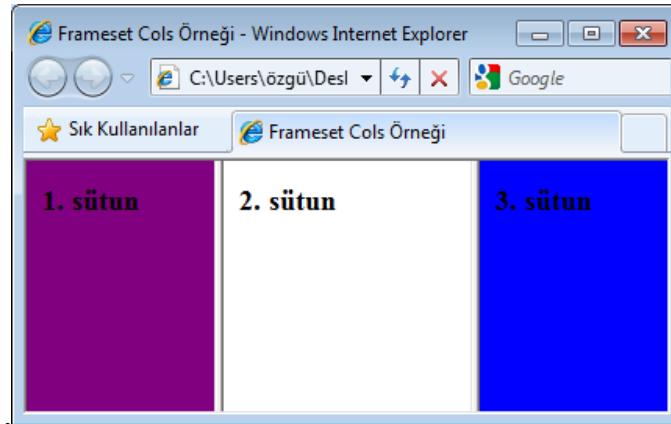 Frameset Cols Örneği - Windows Internet Explorer
C:\Users\özgü\Desl
Google
Sık Kullanılanlar
Frameset Cols Örneği
1. sütun
2. sütun
3. sütun